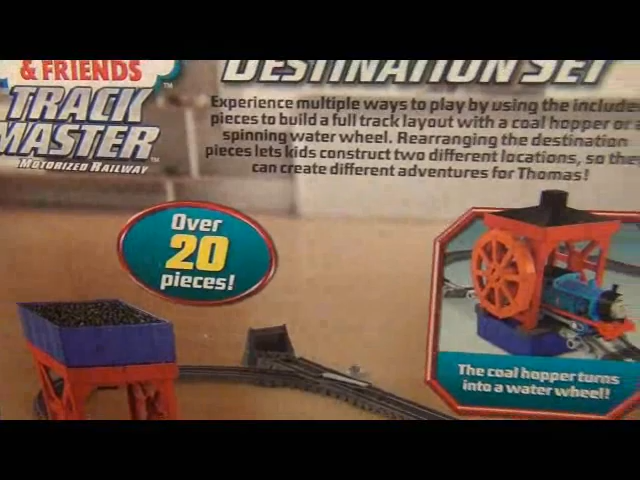 & FRIENDS
TRACK
MASTER
MOTORIZED RAILWAY
DESTINATION SET
Experience multiple ways to play by using the include
pieces to build a full track layout with a coal hopper or a
spinning water wheel. Rearranging the destination
pieces lets kids construct two different locations, so the
can create different adventures for Thomas!
Over
20
pieces!
The coal hopper turns
into a water wheel!